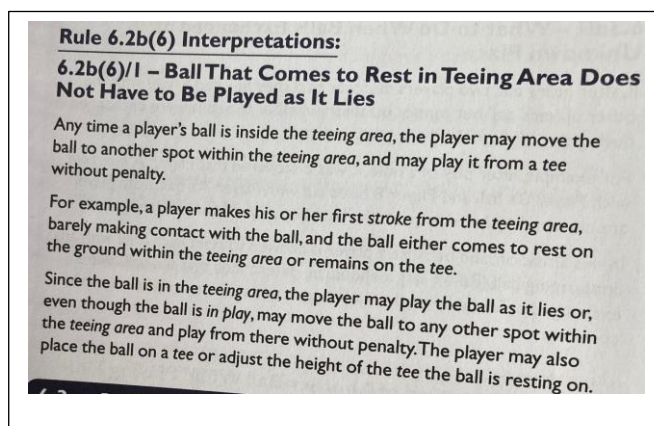 Rule 6.2b(6) Interpretations:
6.2b(6)/1 – Ball That Comes to Rest in Teeing Area Does
Not Have to Be Played as It Lies
Any time a player's ball is inside the teeing area, the player may move the
ball to another spot within the teeing area, and may play it from a tee
without penalty.
For example, a player makes his or her first stroke from the teeing area,
barely making contact with the ball, and the ball either comes to rest on
the ground within the teeing area or remains on the tee.
Since the ball is in the teeing area, the player may play the ball as it lies or,
even though the ball is in play, may move the ball to any other spot within
the teeing area and play from there without penalty. The player may also
place the ball on a tee or adjust the height of the tee the ball is resting on.